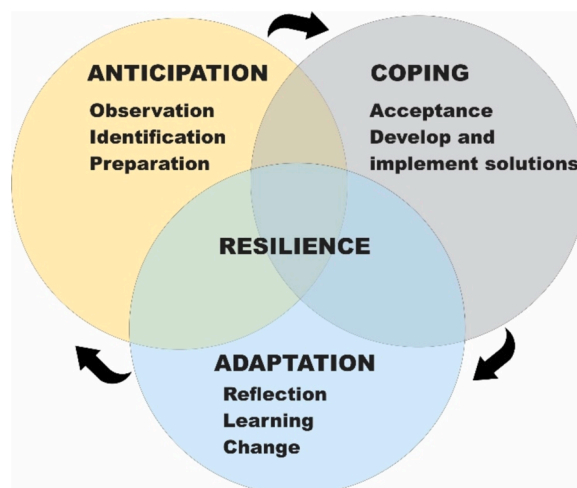 ANTICIPATION
Observation
Identification
Preparation
COPING
Acceptance
Develop and
implement solutions
RESILIENCE
ADAPTATION
Reflection
Learning
Change